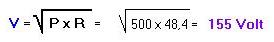 V = √P x R = √500 x 48,4 = 155 Volt